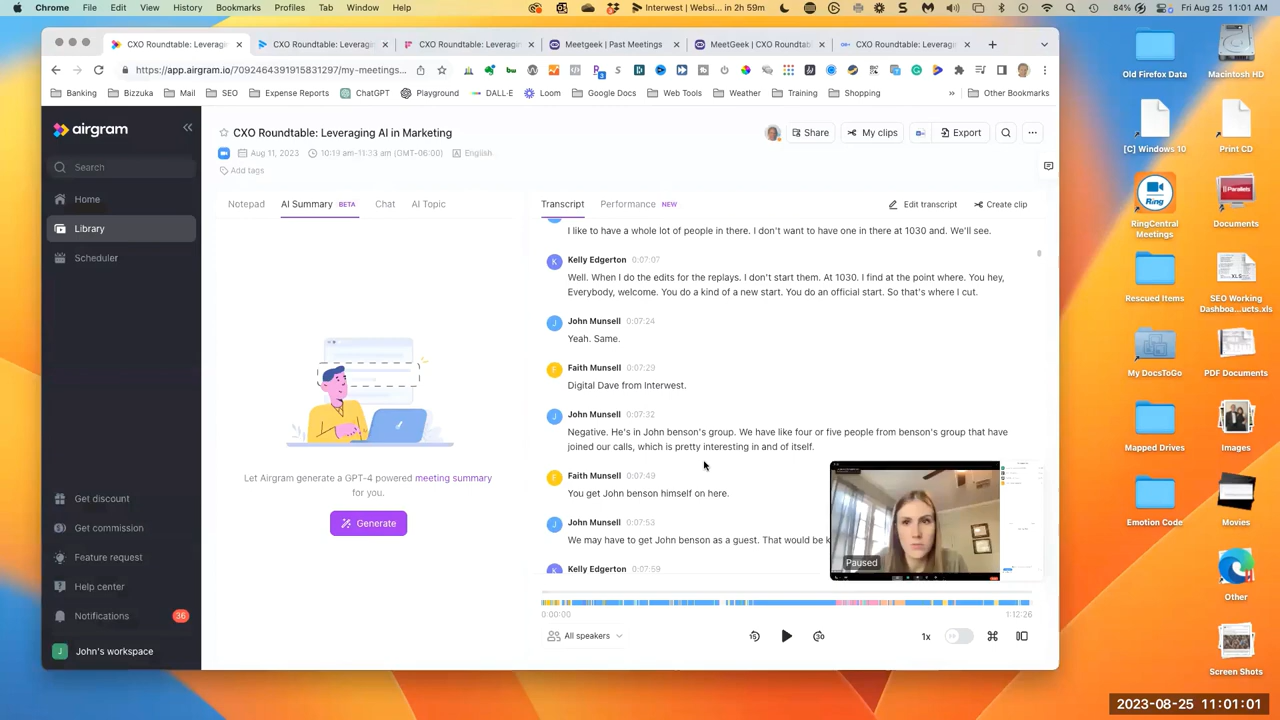 Chrome File Edit View History Bookmarks Profiles Tab Window Help
Interwest | Websi... in 2h 59m
84% Fri Aug 25 11:01 AM
CXO Roundtable: Leveragin
CXO Roundtable: Leveragin
CXO Roundtable: Leveragin
Meetgeek | Past Meetings
MeetGeek | CXO Roundtab
CXO Roundtable: Leveragin
https://app.airgram.io/7092464391915831297/my-meetings...
Banking Bizzuka Mail SEO Expense Reports ChatGPT Playground DALL·E Loom Google Docs Web Tools Weather Training Shopping » Other Bookmarks
airgram
Search
Home
Library
Scheduler
Get discount
Get commission
Feature request
Help center
Notifications 36
J John's workspace
CXO Roundtable: Leveraging AI in Marketing
Share My clips Export
Aug 11, 2023 10:19 am-11:33 am (GMT-06:00) English
Add tags
Notepad AI Summary BETA Chat AI Topic
Let Airgram generate a GPT-4 powered meeting summary
for you.
Generate
Transcript Performance NEW Edit transcript Create clip
I like to have a whole lot of people in there. I don't want to have one in there at 1030 and. We'll see.
K Kelly Edgerton 0:07:07
Well. When I do the edits for the replays. I don't start them. At 1030. I find at the point where. You hey,
Everybody, welcome. You do a kind of a new start. You do an official start. So that's where I cut.
J John Munsell 0:07:24
Yeah. Same.
F Faith Munsell 0:07:29
Digital Dave from Interwest.
J John Munsell 0:07:32
Negative. He's in John benson's group. We have like four or five people from benson's group that have
joined our calls, which is pretty interesting in and of itself.
F Faith Munsell 0:07:49
You get John benson himself on here.
J John Munsell 0:07:53
We may have to get John benson as a guest. That would be k
K Kelly Edgerton 0:07:59
Paused
0:00:00 1:12:26
All speakers
15
30
1x
Old Firefox Data
Macintosh HD
[C] Windows 10
Print CD
Ring
RingCentral
Meetings
Parallels
Documents
Rescued Items
XLS
SEO Working
Dashboa...ucts.xls
My DocsToGo
PDF Documents
Mapped Drives
Images
Emotion Code
Movies
Other
Screen Shots
2023-08-25 11:01:01